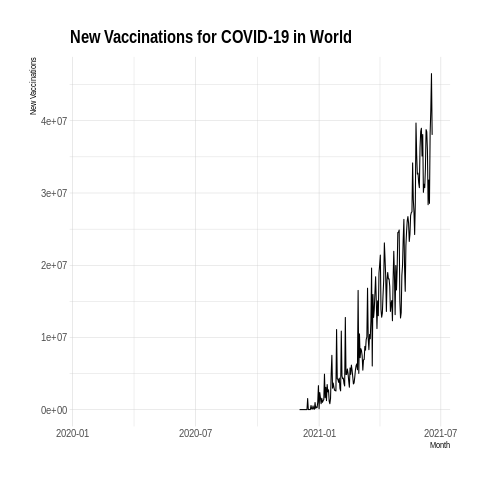 New Vaccinations for COVID-19 in World
New Vaccinations
4e+07
3e+07
2e+07
1e+07
0e+00
2020-01 2020-07 2021-01 2021-07
Month